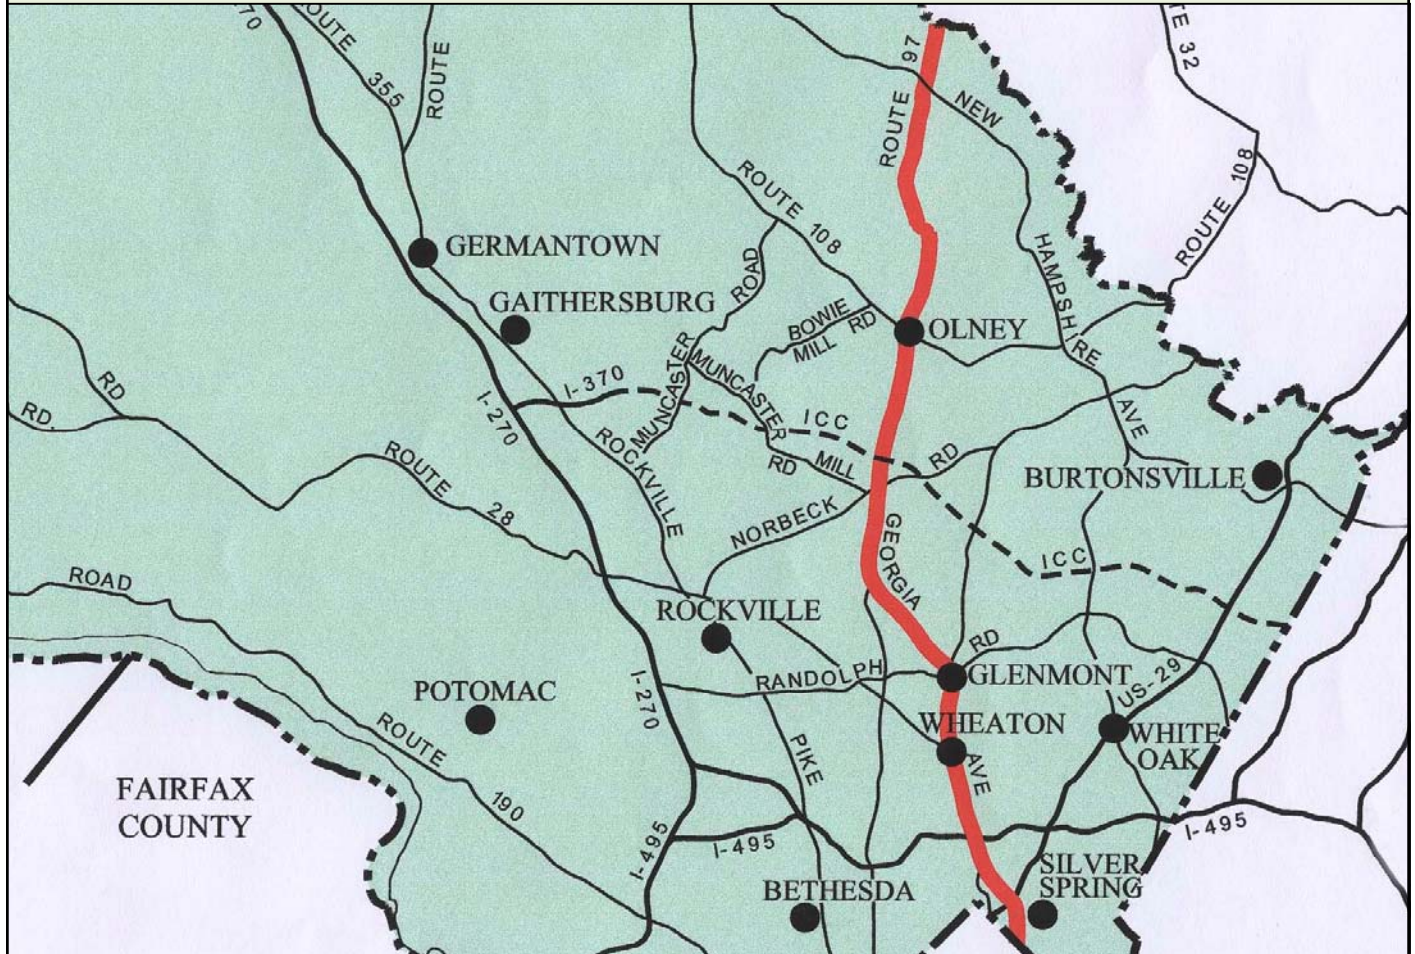 70
ROUTE
355
ROUTE
ROUTE 97
NEW
HAMPSHIRE
AVE
TE 32
ROUTE 108
ROUTE 108
GERMANTOWN
GAITHERSBURG
MUNCASTER
ROAD
BOWIE
MILL RD
OLNEY
MUNCASTER
MILL
RD
I-370
ICC
I-270
RD
RD.
ROUTE
28
ROCKVILLE
PIKE
NORBECK
RD
BURTONSVILLE
GEORGIA
AVE
ICC
ROAD
ROCKVILLE
RANDOLPH
RD
GLENMONT
US-29
POTOMAC
I-270
WHEATON
WHITE
OAK
ROUTE
190
FAIRFAX
COUNTY
I-495
I-495
I-495
BETHESDA
SILVER
SPRING